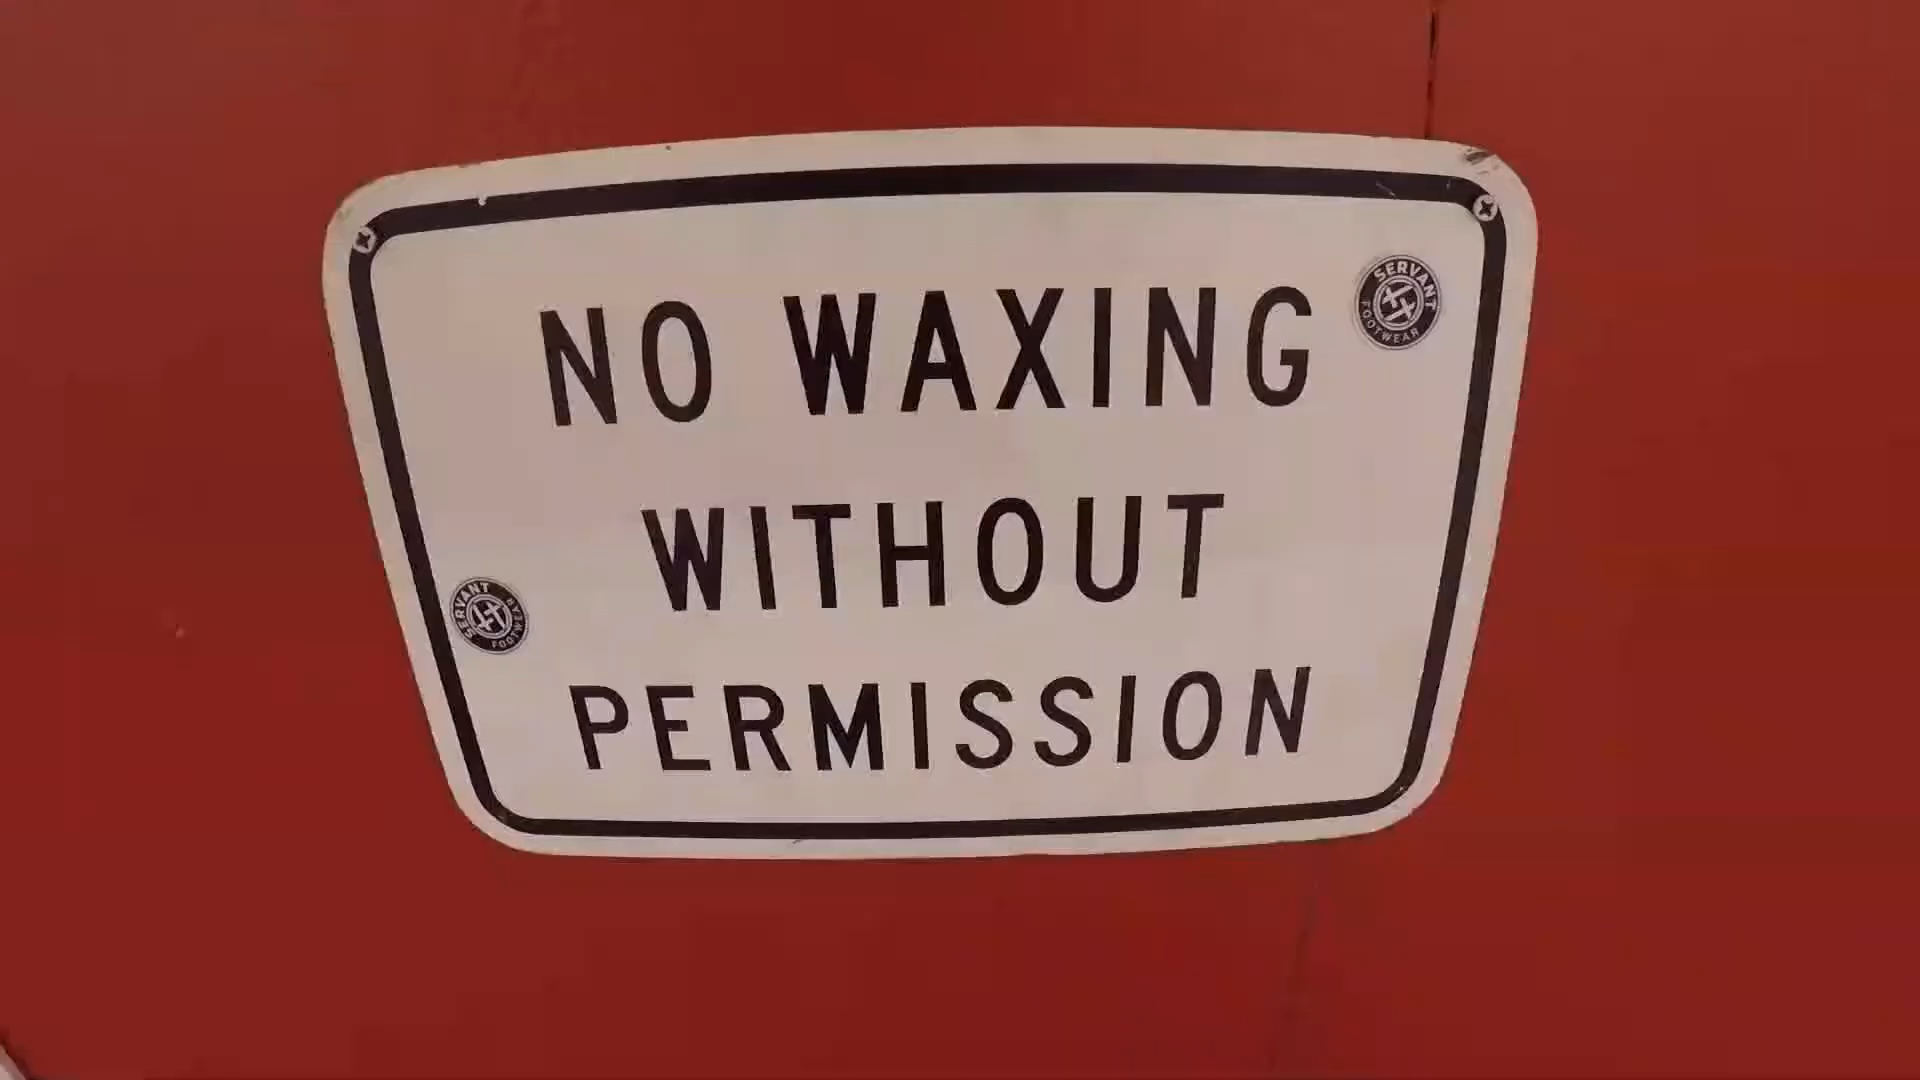 NO WAXING
WITHOUT
PERMISSION
SERVANT
FOOTWEAR
SERVANT
FOOTWEAR